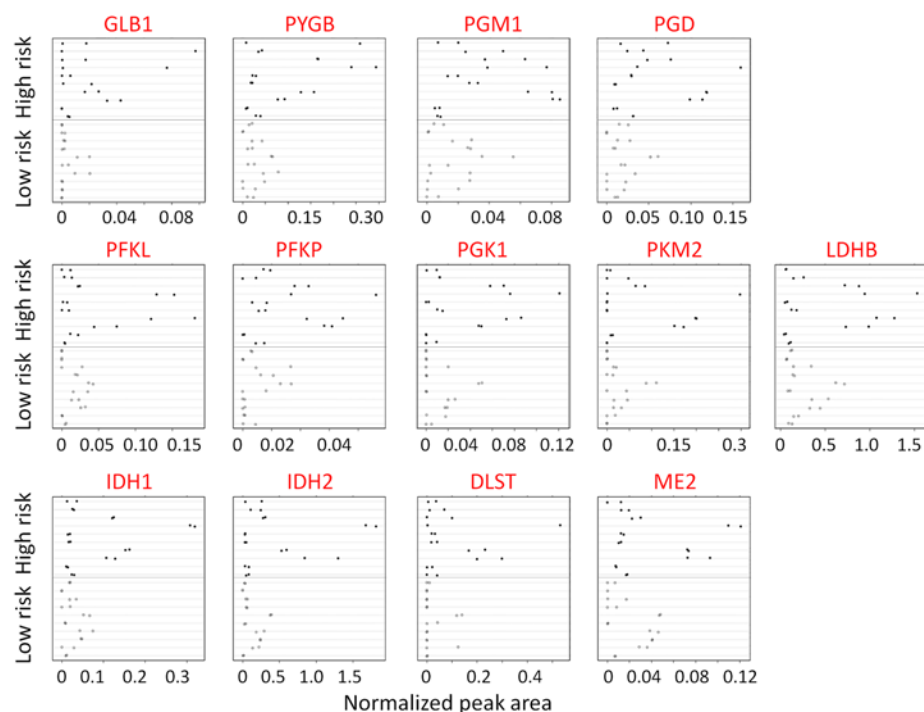 GLB1 PYGB PGM1 PGD
High risk
Low risk
0 0.04 0.08 0 0.15 0.30 0 0.04 0.08 0 0.05 0.10 0.15
PFKL PFKP PGK1 PKM2 LDHB
High risk
Low risk
0 0.05 0.10 0.15 0 0.02 0.04 0 0.04 0.08 0.12 0 0.15 0.3 0 0.5 1.0 1.5
IDH1 IDH2 DLST ME2
High risk
Low risk
0 0.1 0.2 0.3 0 0.5 1.0 1.5 0 0.2 0.4 0 0.04 0.08 0.12
Normalized peak area